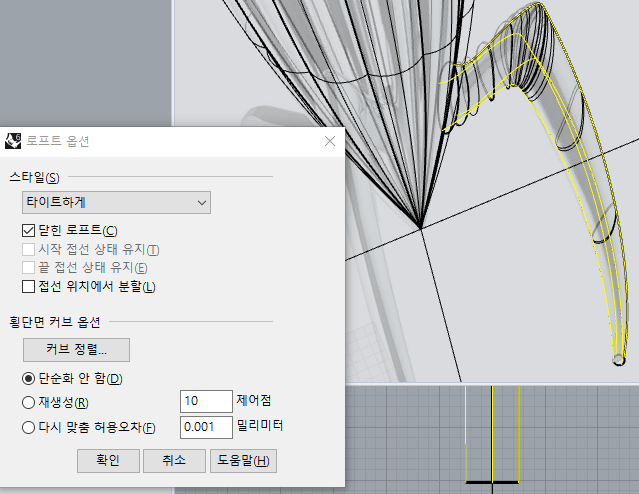 로프트 옵션
스타일(S)
타이트하게
닫힌 로프트(C)
시작 접선 상태 유지(T)
끝 접선 상태 유지(E)
접선 위치에서 분할(L)
횡단면 커브 옵션
커브 정렬...
단순화 안 함(D)
재생성(R) 10 제어점
다시 맞춤 허용오차(F) 0.001 밀리미터
확인 취소 도움말(H)